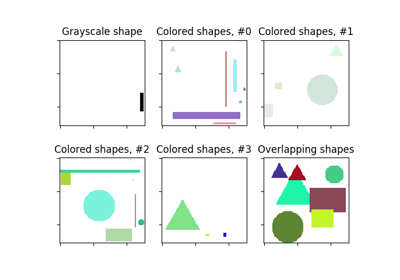 Grayscale shape
Colored shapes, #0
Colored shapes, #1
Colored shapes, #2
Colored shapes, #3
Overlapping shapes